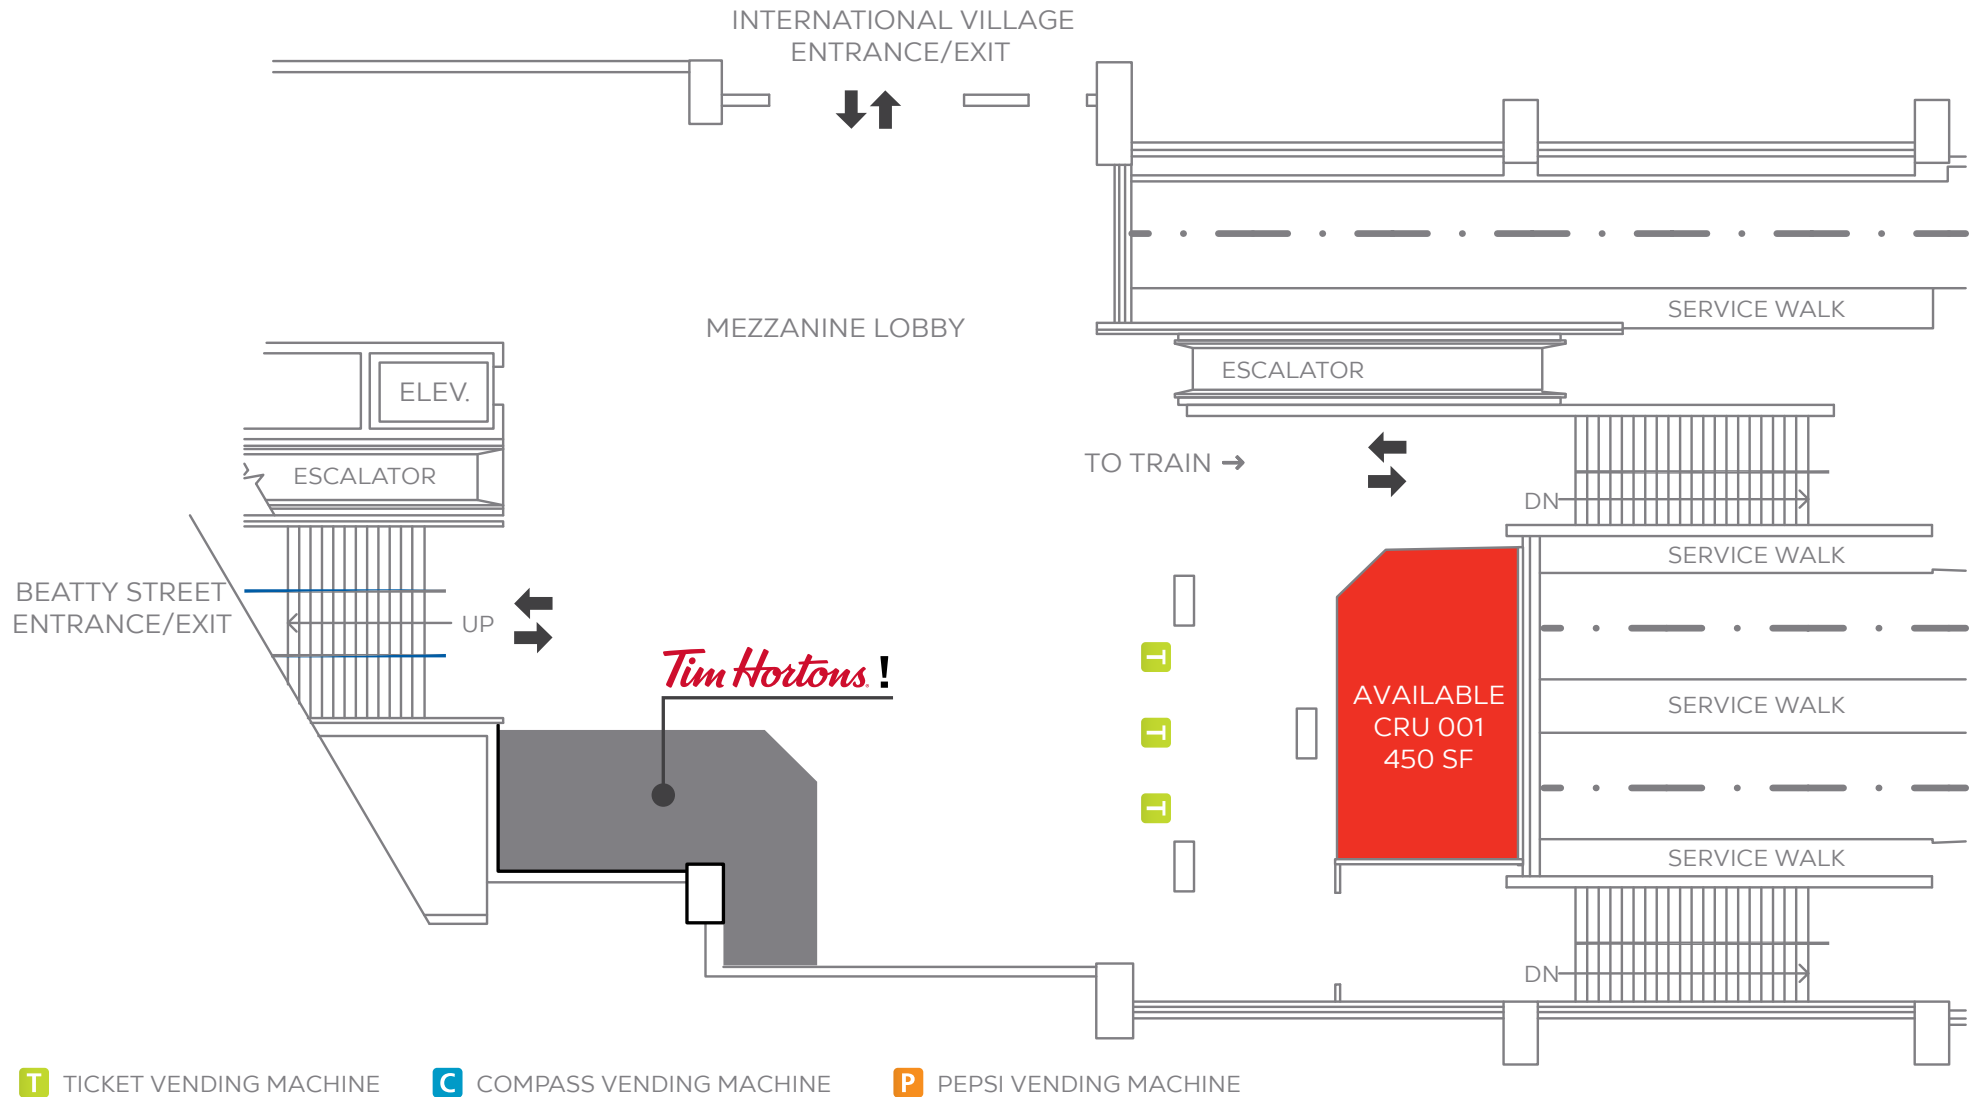 INTERNATIONAL VILLAGE
ENTRANCE/EXIT
SERVICE WALK
MEZZANINE LOBBY
ESCALATOR
ELEV.
TO TRAIN →
ESCALATOR
DN
SERVICE WALK
BEATTY STREET
ENTRANCE/EXIT
UP
Tim Hortons. !
T
T
T
AVAILABLE
CRU 001
450 SF
SERVICE WALK
SERVICE WALK
DN
T TICKET VENDING MACHINE
C COMPASS VENDING MACHINE
P PEPSI VENDING MACHINE